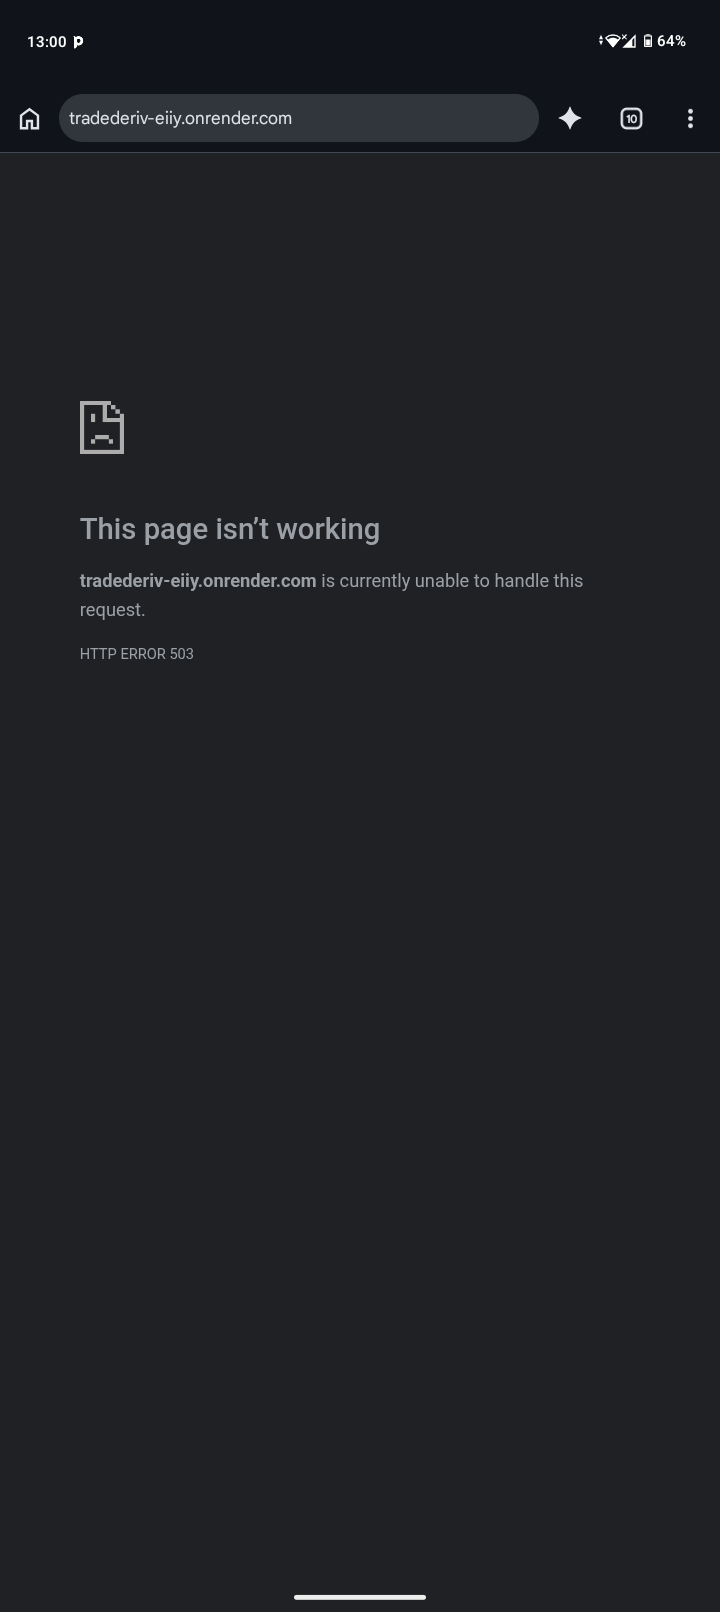 13:00
64%
tradederiv-eiiy.onrender.com
10
This page isn’t working
tradederiv-eiiy.onrender.com is currently unable to handle this
request.
HTTP ERROR 503